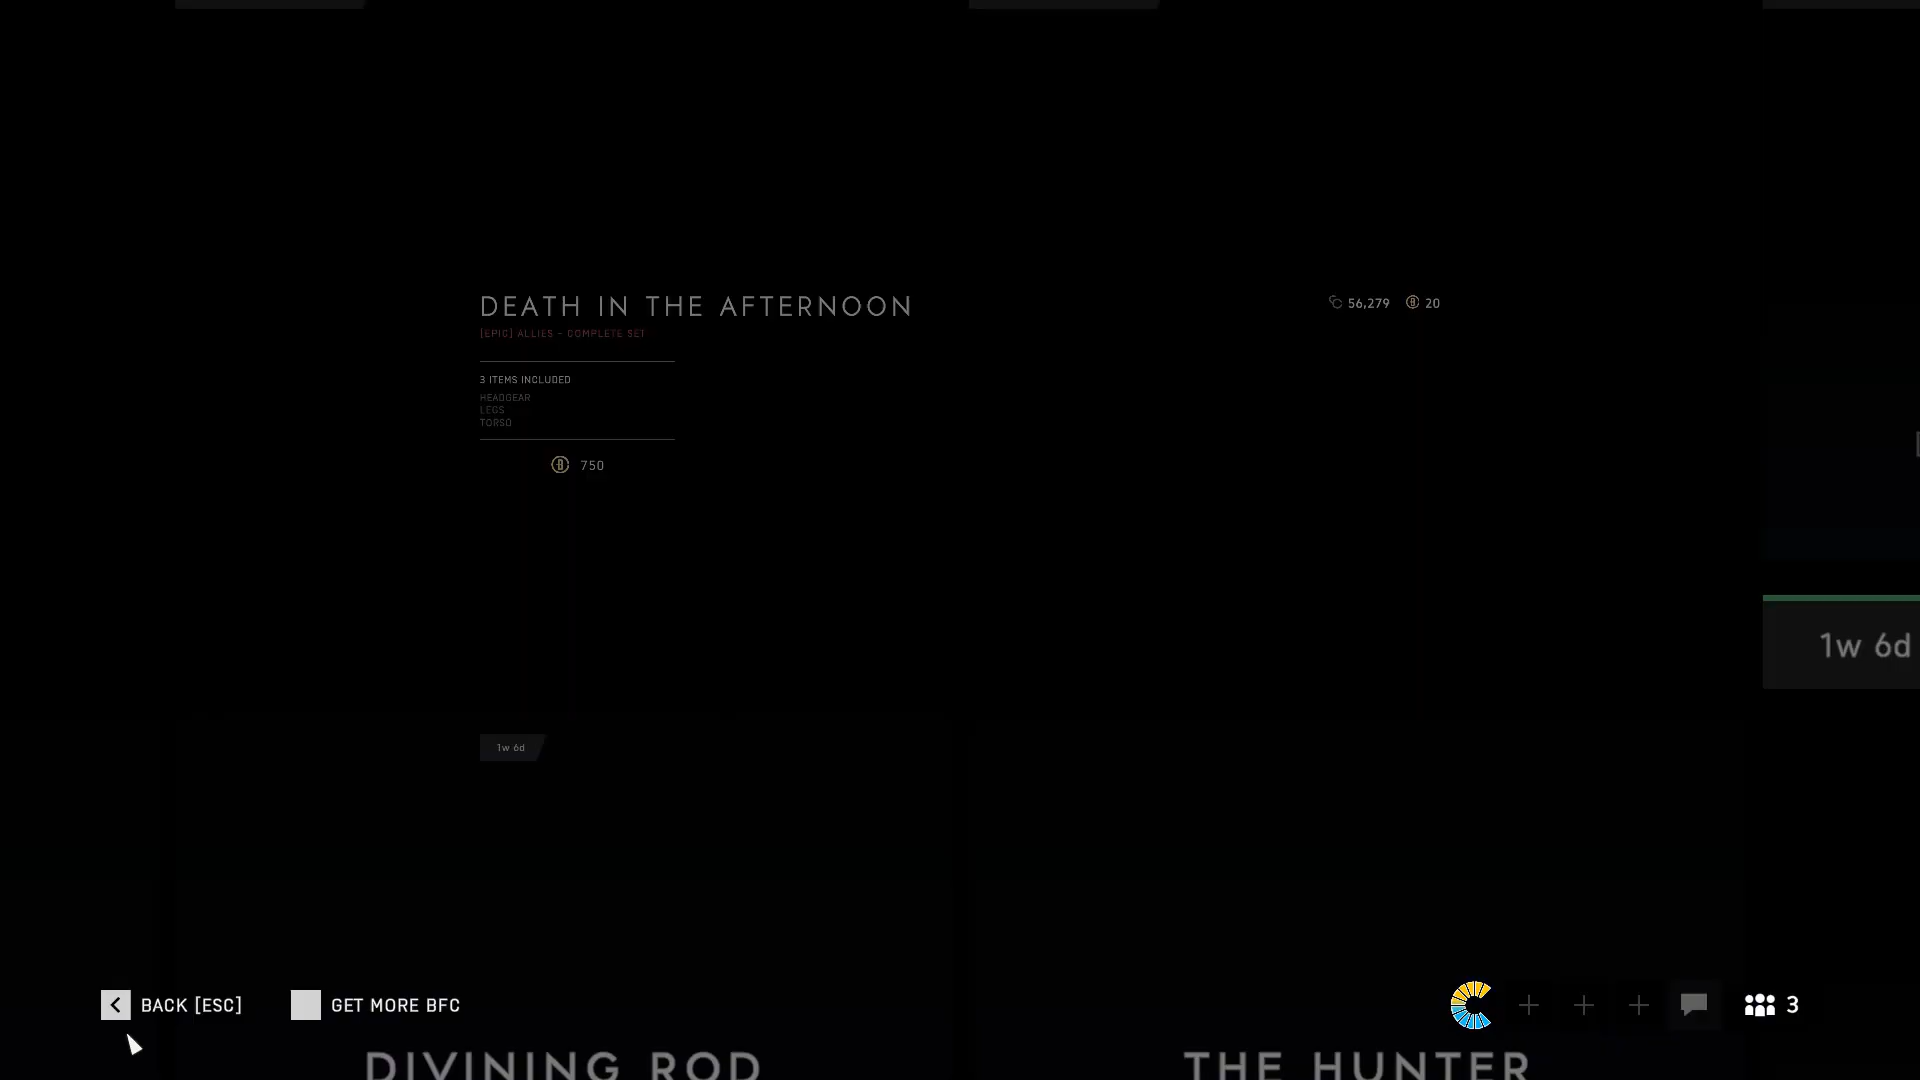 DEATH IN THE AFTERNOON
56,279 20
[EPIC] ALLIES – COMPLETE SET
3 ITEMS INCLUDED
HEADGEAR
LEGS
TORSO
750
1w 6d
1w 6d
BACK [ESC]
GET MORE BFC
3
DIVINING ROD
THE HUNTER